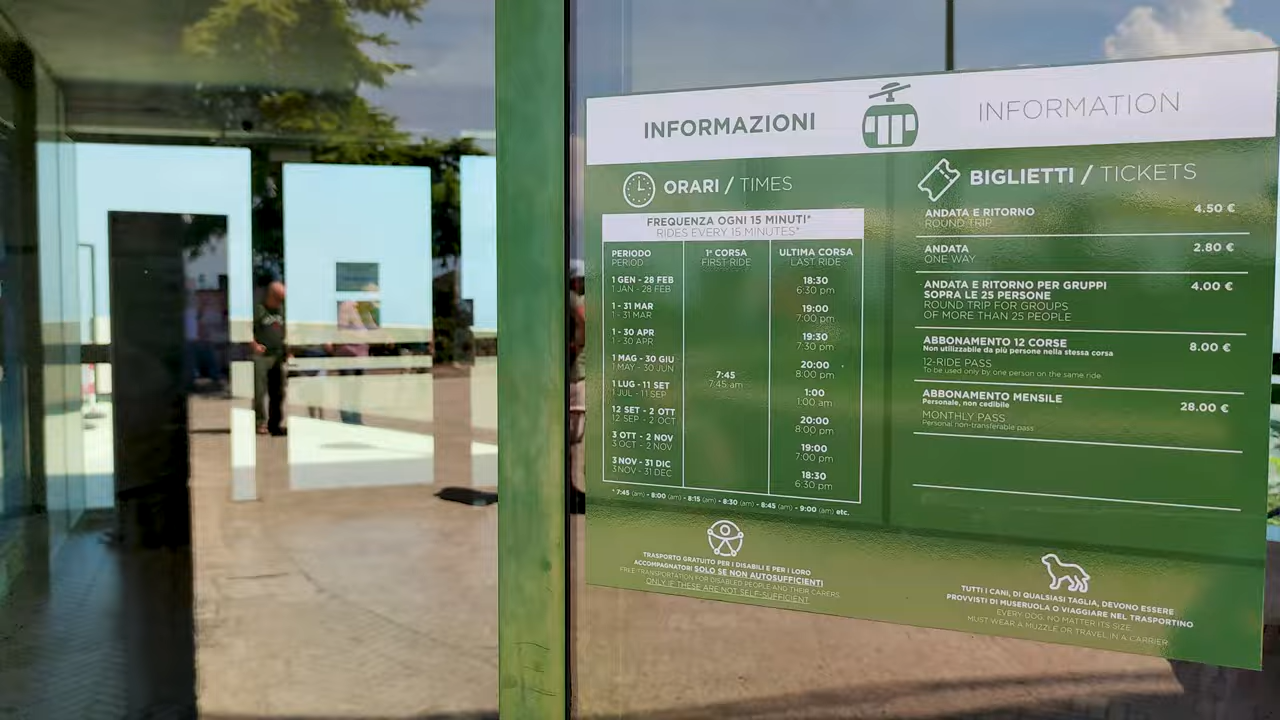 INFORMAZIONI
INFORMATION
ORARI / TIMES
FREQUENZA OGNI 15 MINUTI*
RIDES EVERY 15 MINUTES*
PERIODO 1ª CORSA ULTIMA CORSA
PERIOD FIRST RIDE LAST RIDE
1 GEN - 28 FEB 18:30
1 JAN - 28 FEB 6:30 pm
1 - 31 MAR 19:00
1 - 31 MAR 7:00 pm
1 - 30 APR 19:30
1 - 30 APR 7:30 pm
1 MAG - 30 GIU 20:00
1 MAY - 30 JUN 8:00 pm
7:45
7:45 am
1 LUG - 11 SET 1:00
1 JUL - 11 SEP 1:00 am
12 SET - 2 OTT 20:00
12 SEP - 2 OCT 8:00 pm
3 OTT - 2 NOV 19:00
3 OCT - 2 NOV 7:00 pm
3 NOV - 31 DIC 18:30
3 NOV - 31 DEC 6:30 pm
* 7:45 (am) - 8:00 (am) - 8:15 (am) - 8:30 (am) - 8:45 (am) - 9:00 (am) etc.
TRASPORTO GRATUITO PER I DISABILI E PER I LORO
ACCOMPAGNATORI SOLO SE NON AUTOSUFFICIENTI
FREE TRANSPORTATION FOR DISABLED PEOPLE AND THEIR CARERS
ONLY IF THESE ARE NOT SELF-SUFFICIENT
BIGLIETTI / TICKETS
ANDATA E RITORNO 4.50 €
ROUND TRIP
ANDATA 2.80 €
ONE WAY
ANDATA E RITORNO PER GRUPPI 4.00 €
SOPRA LE 25 PERSONE
ROUND TRIP FOR GROUPS
OF MORE THAN 25 PEOPLE
ABBONAMENTO 12 CORSE 8.00 €
Non utilizzabile da più persone nella stessa corsa
12-RIDE PASS
To be used only by one person on the same ride
ABBONAMENTO MENSILE 28.00 €
Personale, non cedibile
MONTHLY PASS
Personal non-transferable pass
TUTTI I CANI, DI QUALSIASI TAGLIA, DEVONO ESSERE
PROVVISTI DI MUSERUOLA O VIAGGIARE NEL TRASPORTINO
EVERY DOG, NO MATTER ITS SIZE,
MUST WEAR A MUZZLE OR TRAVEL IN A CARRIER